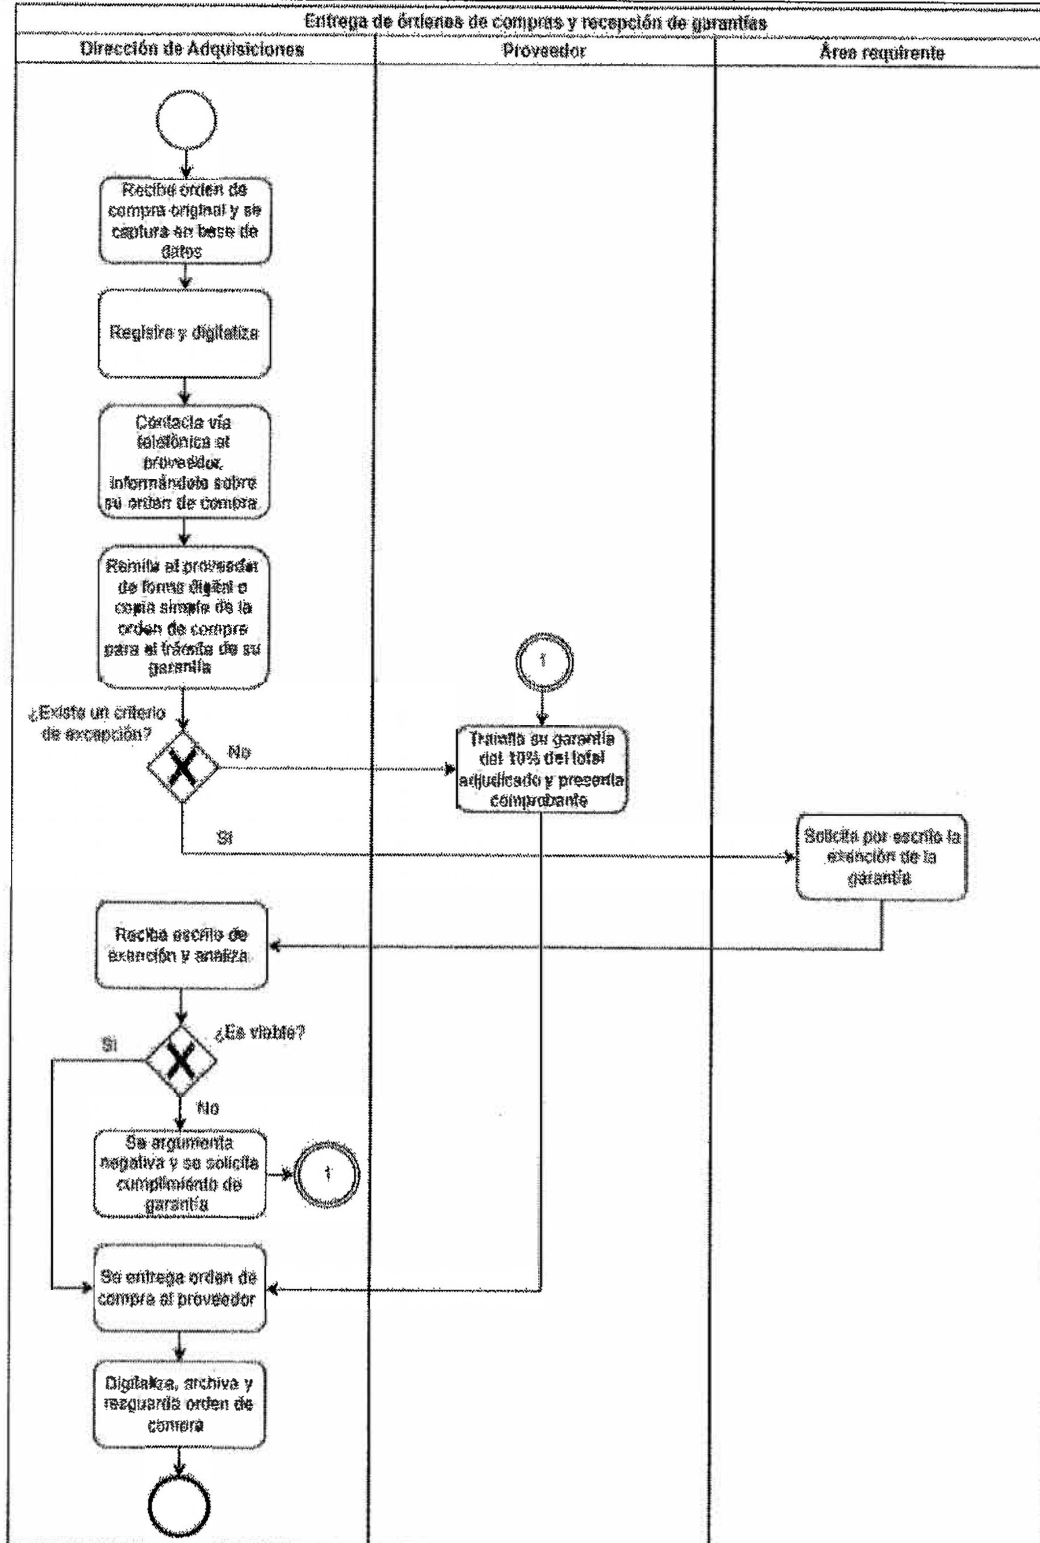 Entrega de órdenes de compras y recepción de garantías
Dirección de Adquisiciones
Proveedor
Área requirente
Recibe orden de
compra original y se
captura en base de
datos
Registra y digitaliza
Contacta vía
telefónica al
proveedor,
informándole sobre
su orden de compra
Remite al proveedor
de forma digital o
copia simple de la
orden de compra
para el trámite de su
garantía
¿Existe un criterio
de excepción?
No
1
Tramita su garantía
del 10% del total
adjudicado y presenta
comprobante
Si
Solicita por escrito la
exención de la
garantía
Recibe escrito de
exención y analiza.
¿Es viable?
Si
No
Se argumenta
negativa y se solicita
cumplimiento de
garantía
1
Se entrega orden de
compra al proveedor
Digitaliza, archiva y
resguarda orden de
compra